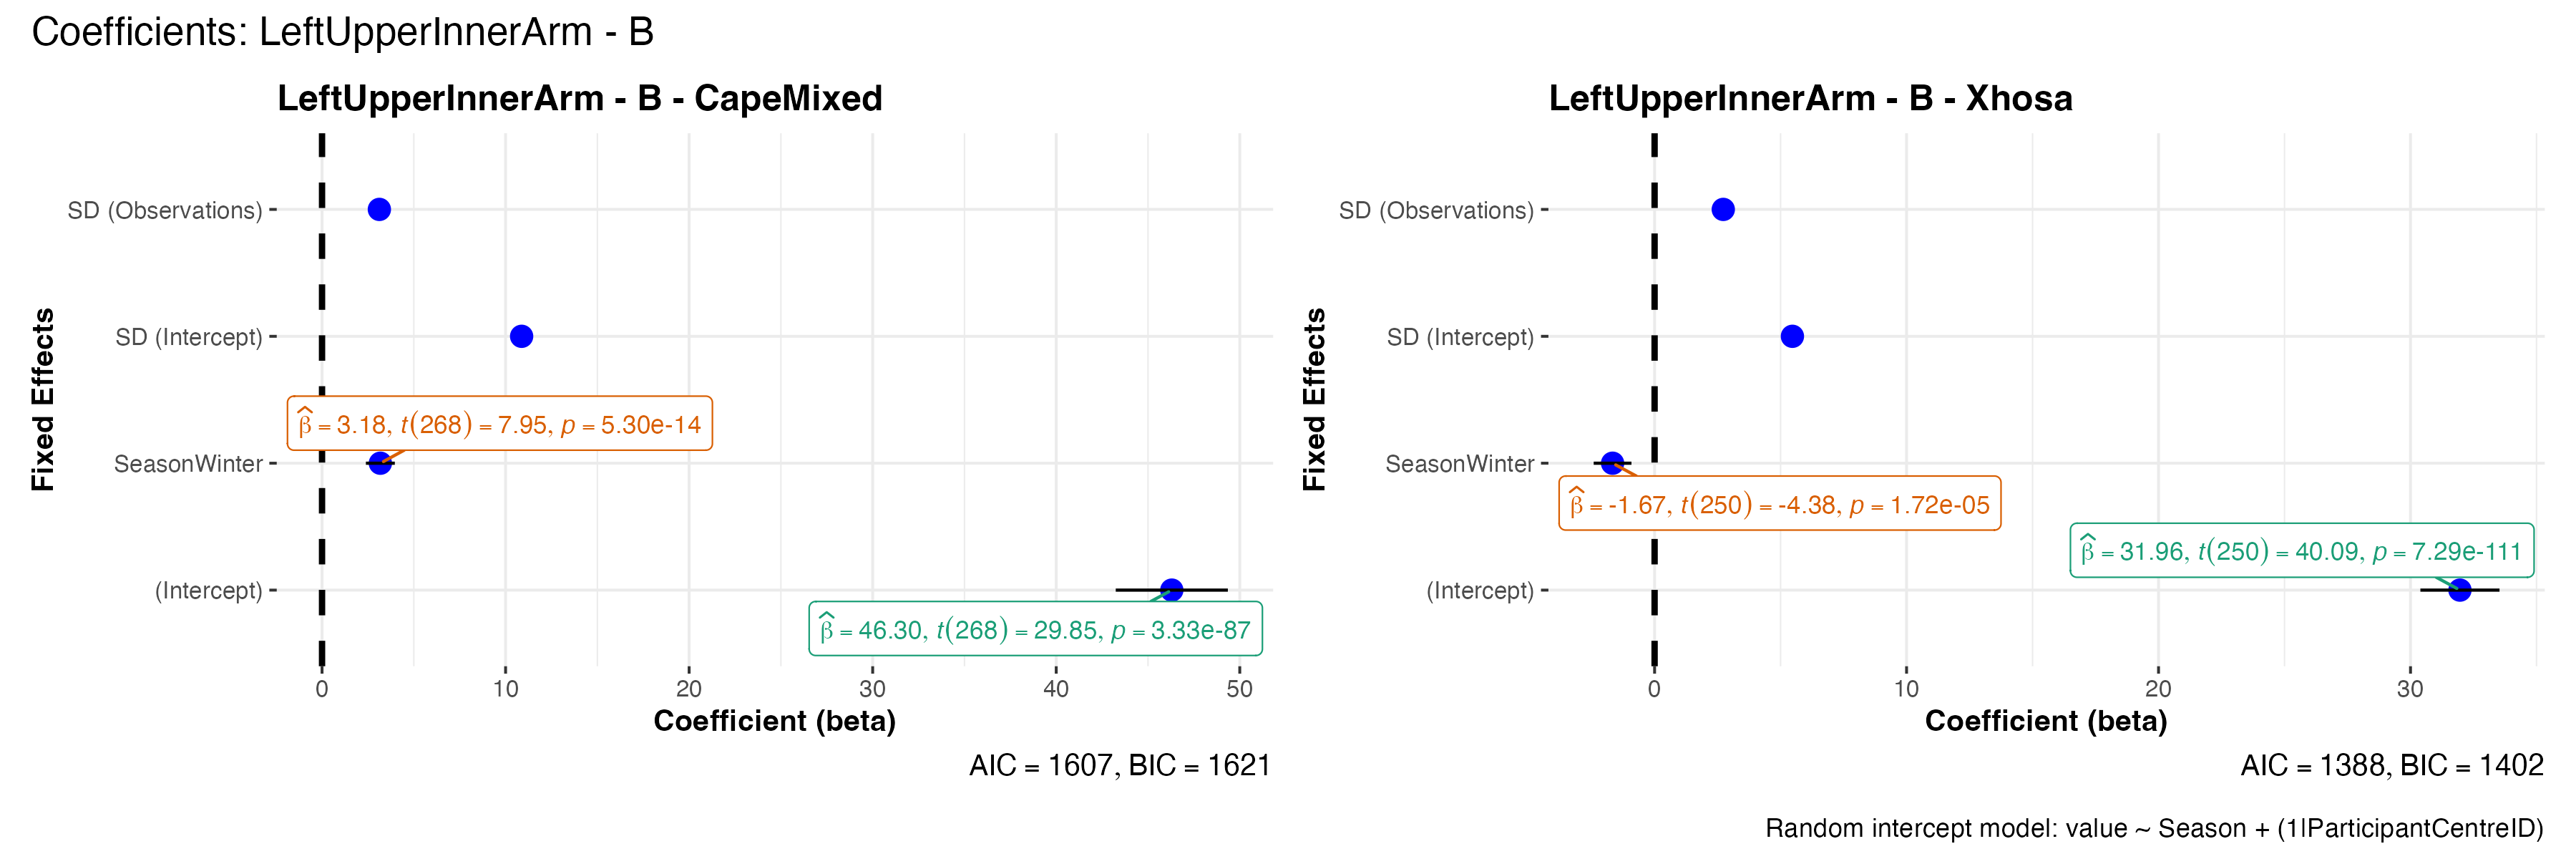 Coefficients: LeftUpperInnerArm - B
LeftUpperInnerArm - B - CapeMixed
Fixed Effects
SD (Observations)
SD (Intercept)
SeasonWinter
(Intercept)
β̂ = 3.18, t(268) = 7.95, p = 5.30e-14
β̂ = 46.30, t(268) = 29.85, p = 3.33e-87
0 10 20 30 40 50
Coefficient (beta)
AIC = 1607, BIC = 1621
LeftUpperInnerArm - B - Xhosa
Fixed Effects
SD (Observations)
SD (Intercept)
SeasonWinter
(Intercept)
β̂ = -1.67, t(250) = -4.38, p = 1.72e-05
β̂ = 31.96, t(250) = 40.09, p = 7.29e-111
0 10 20 30
Coefficient (beta)
AIC = 1388, BIC = 1402
Random intercept model: value ~ Season + (1|ParticipantCentreID)